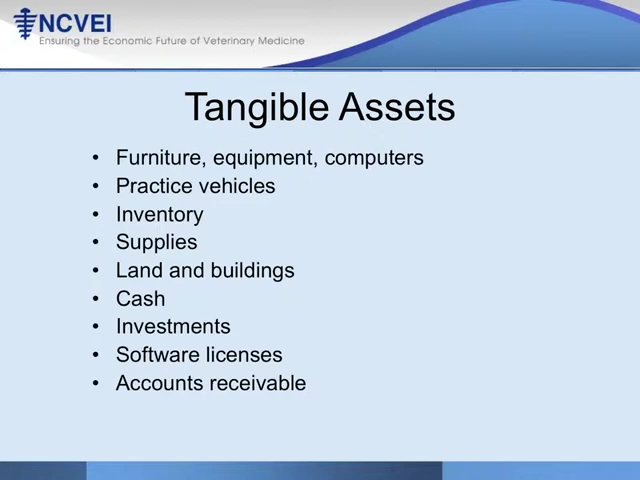 NCVEI
Ensuring the Economic Future of Veterinary Medicine
Tangible Assets
• Furniture, equipment, computers
• Practice vehicles
• Inventory
• Supplies
• Land and buildings
• Cash
• Investments
• Software licenses
• Accounts receivable